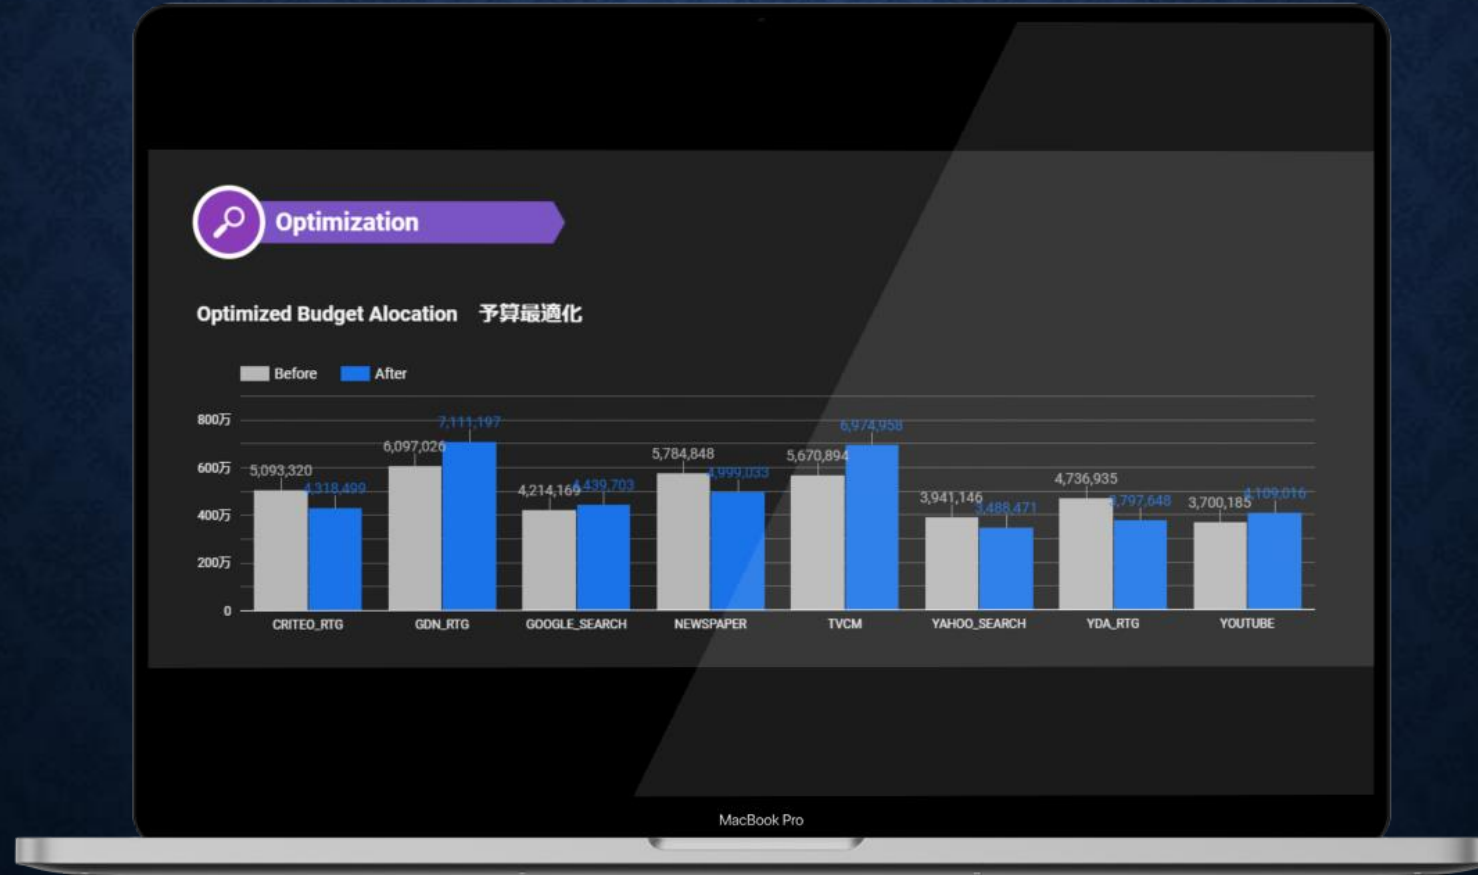 Optimization
Optimized Budget Alocation 予算最適化
Before After
800万
600万
400万
200万
0
5,093,320
4,318,499
6,097,026
7,111,197
4,214,169
4,439,703
5,784,848
4,999,033
5,670,894
6,974,958
3,941,146
3,488,471
4,736,935
3,797,648
3,700,185
4,109,016
CRITEO_RTG GDN_RTG GOOGLE_SEARCH NEWSPAPER TVCM YAHOO_SEARCH YDA_RTG YOUTUBE
MacBook Pro